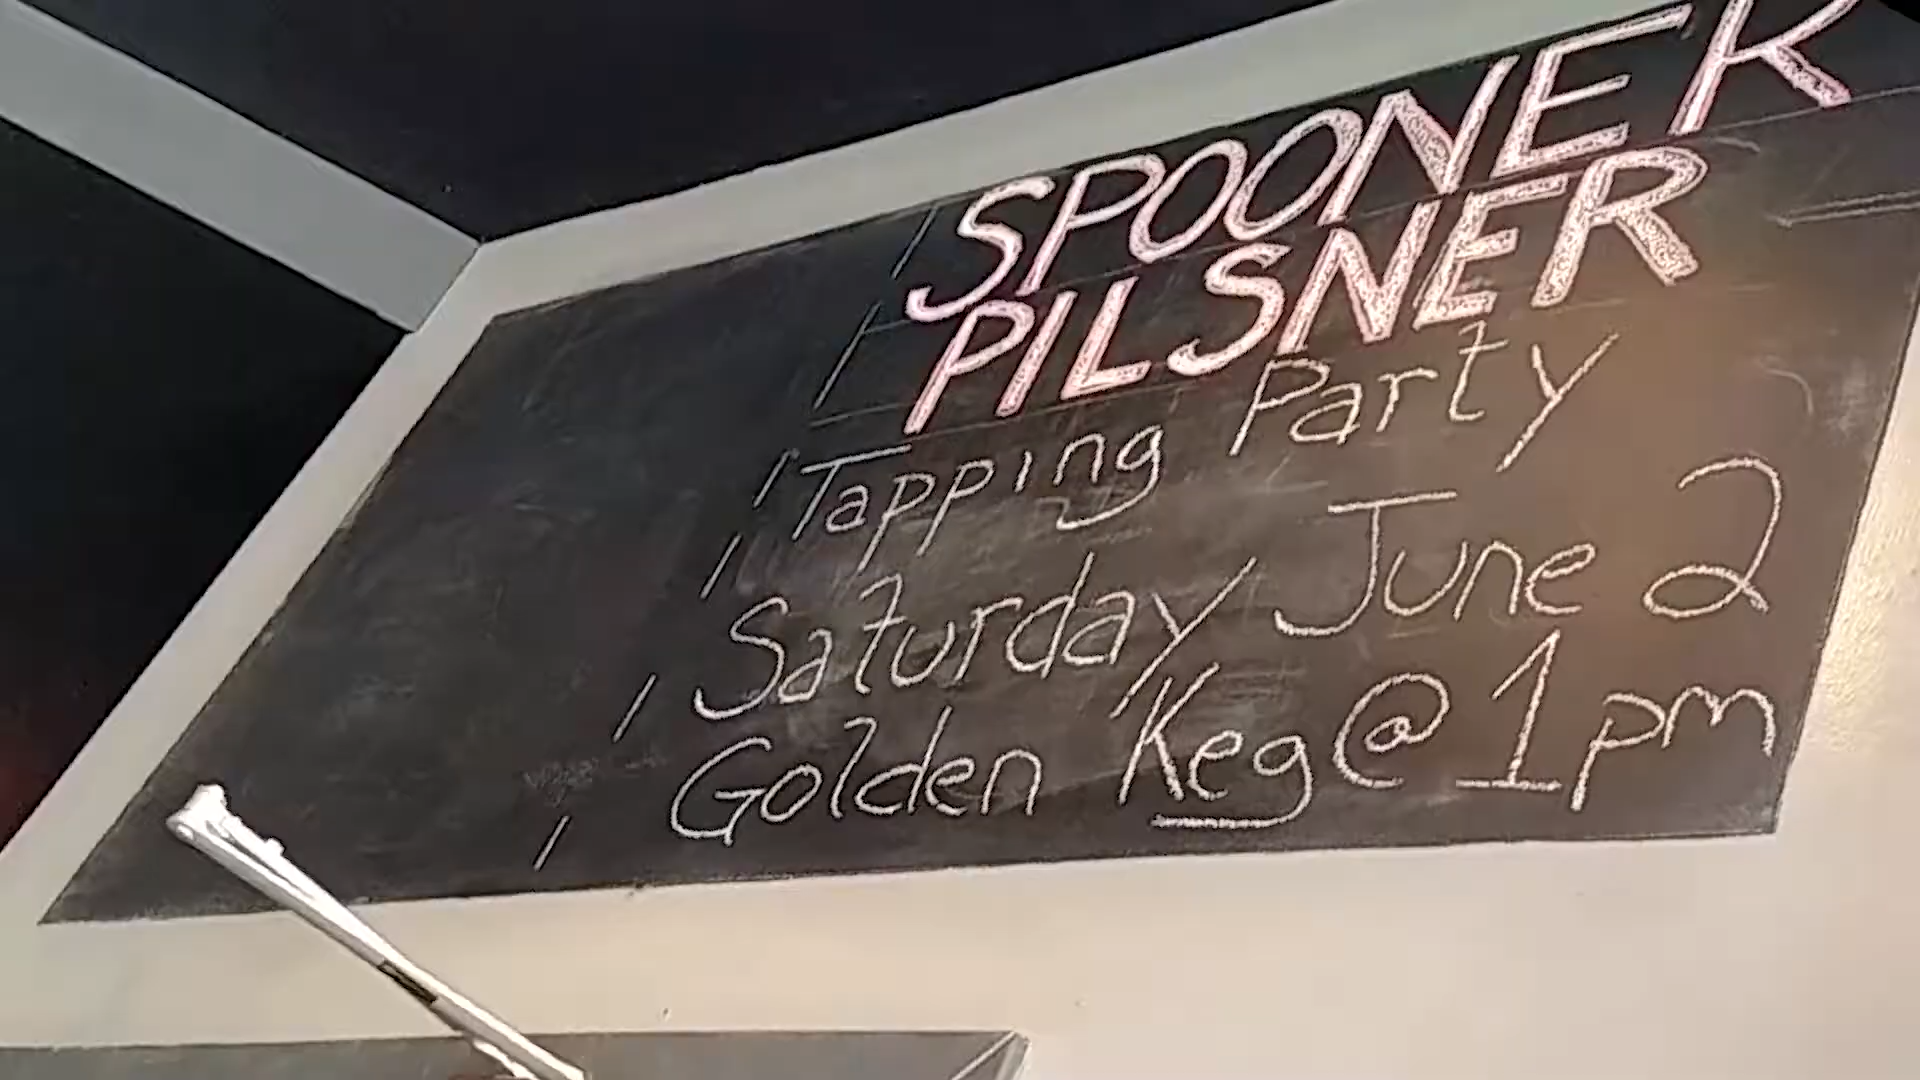 SPOONER
PILSNER
Tapping Party
Saturday June 2
Golden Keg @ 1pm